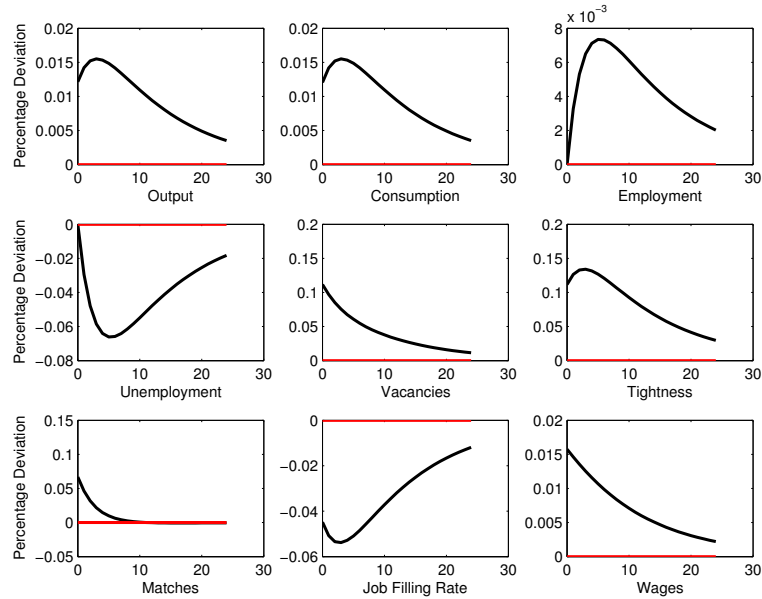 0.02
0.015
0.01
0.005
0
0 10 20 30
Percentage Deviation
Output
0.02
0.015
0.01
0.005
0
0 10 20 30
Consumption
x 10⁻³
8
6
4
2
0
0 10 20 30
Employment
0
−0.02
−0.04
−0.06
−0.08
0 10 20 30
Percentage Deviation
Unemployment
0.2
0.15
0.1
0.05
0
0 10 20 30
Vacancies
0.2
0.15
0.1
0.05
0
0 10 20 30
Tightness
0.15
0.1
0.05
0
−0.05
0 10 20 30
Percentage Deviation
Matches
0
−0.02
−0.04
−0.06
0 10 20 30
Job Filling Rate
0.02
0.015
0.01
0.005
0
0 10 20 30
Wages